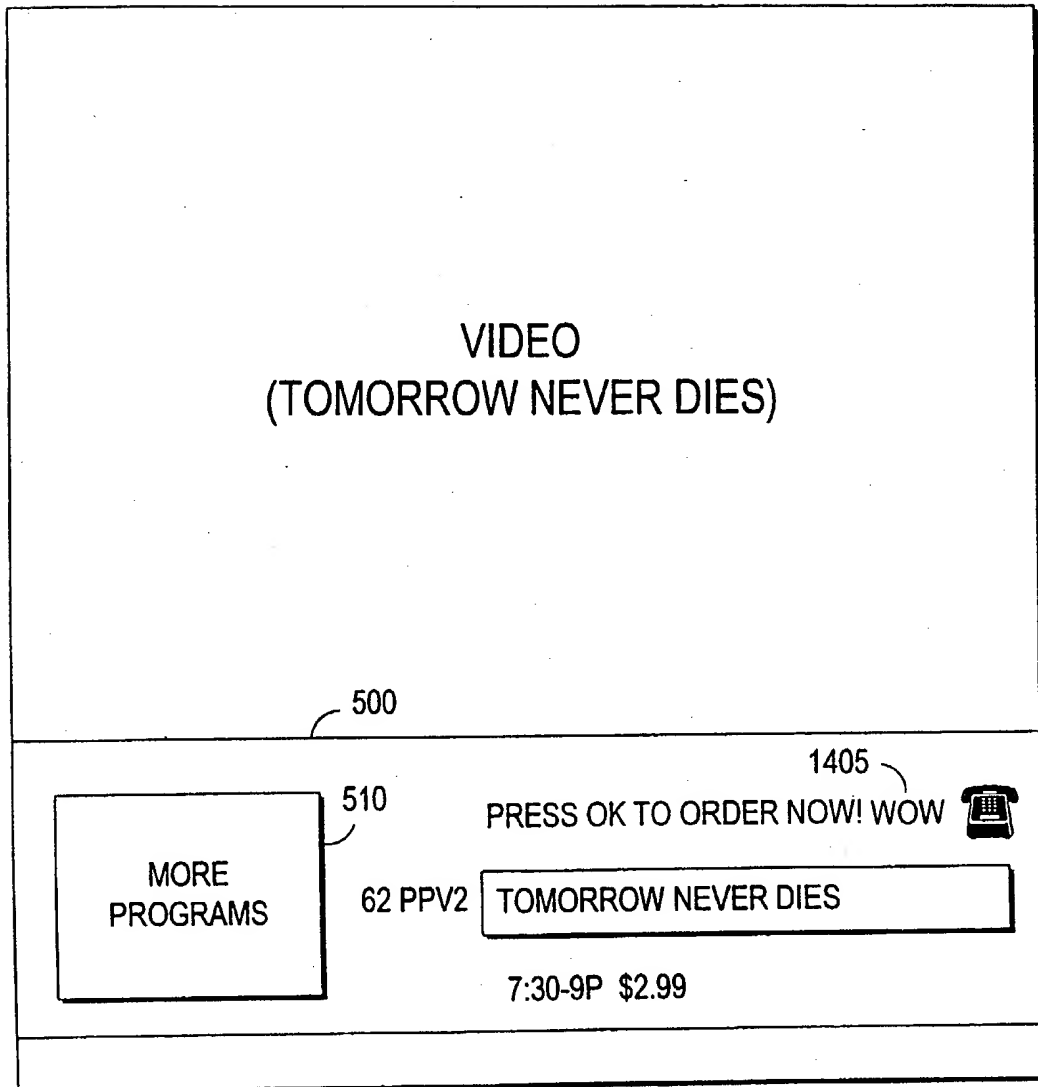 VIDEO
(TOMORROW NEVER DIES)
500
1405
510
PRESS OK TO ORDER NOW! WOW
MORE
PROGRAMS
62 PPV2
TOMORROW NEVER DIES
7:30-9P $2.99